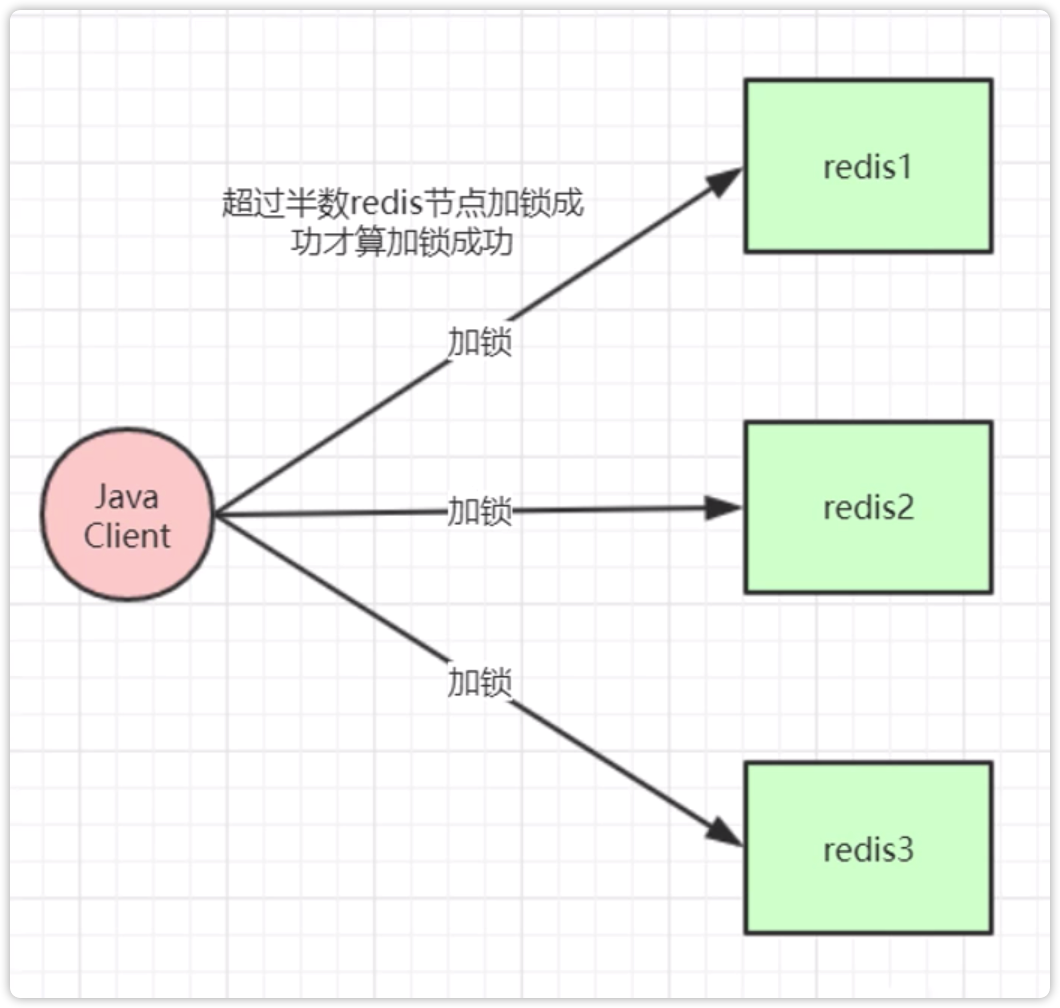 超过半数redis节点加锁成
功才算加锁成功
redis1
加锁
Java
Client
加锁
redis2
加锁
redis3